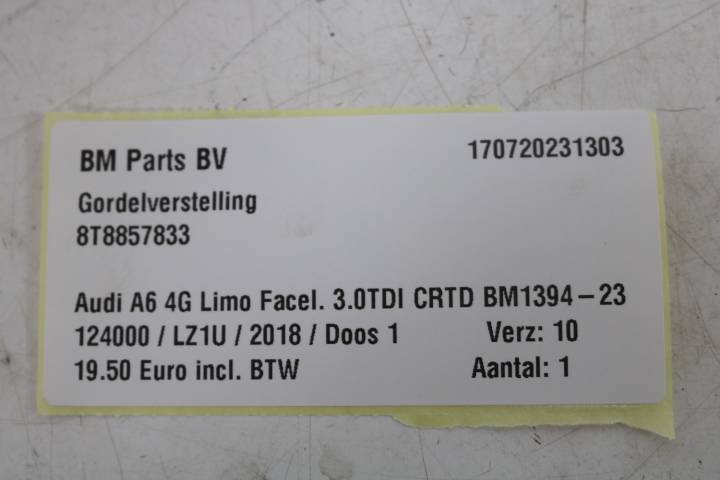 BM Parts BV 170720231303
Gordelverstelling
8T8857833
Audi A6 4G Limo Facel. 3.0TDI CRTD BM1394-23
124000 / LZ1U / 2018 / Doos 1 Verz: 10
19.50 Euro incl. BTW Aantal: 1